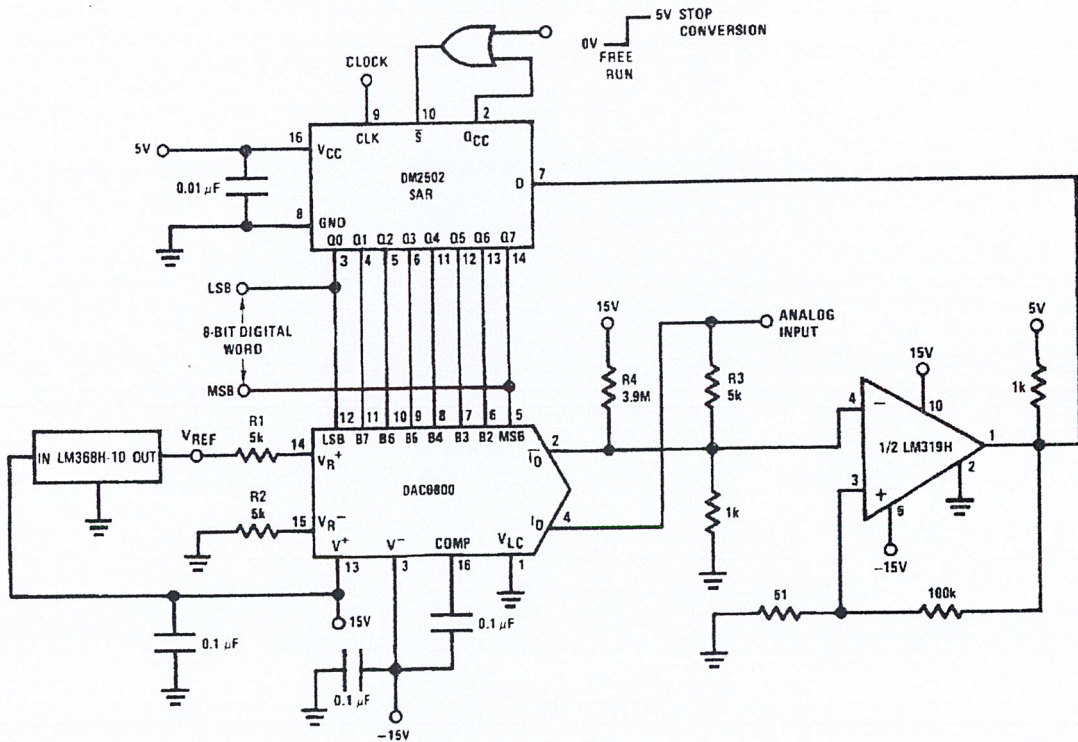 5V STOP
CONVERSION
0V
FREE
RUN
CLOCK
9
10
2
CLK
S̅
QCC
16
5V
VCC
DM2502
SAR
D
7
0.01 µF
8
GND
Q0 Q1 Q2 Q3 Q4 Q5 Q6 Q7
3 4 5 6 11 12 13 14
LSB
8-BIT DIGITAL
WORD
MSB
15V
R4
3.9M
ANALOG
INPUT
R3
5k
5V
15V
1k
10
4
−
1
1/2 LM319H
2
3
+
5
−15V
12 11 10 9 8 7 6 5
LSB B7 B6 B5 B4 B3 B2 MSB
IN LM368H-10 OUT
VREF
R1
5k
14
VR+
DAC0800
I̅O̅
2
R2
5k
15
VR−
IO
4
1k
V+
V−
COMP
VLC
13
3
16
1
15V
0.1 µF
0.1 µF
0.1 µF
−15V
51
100k